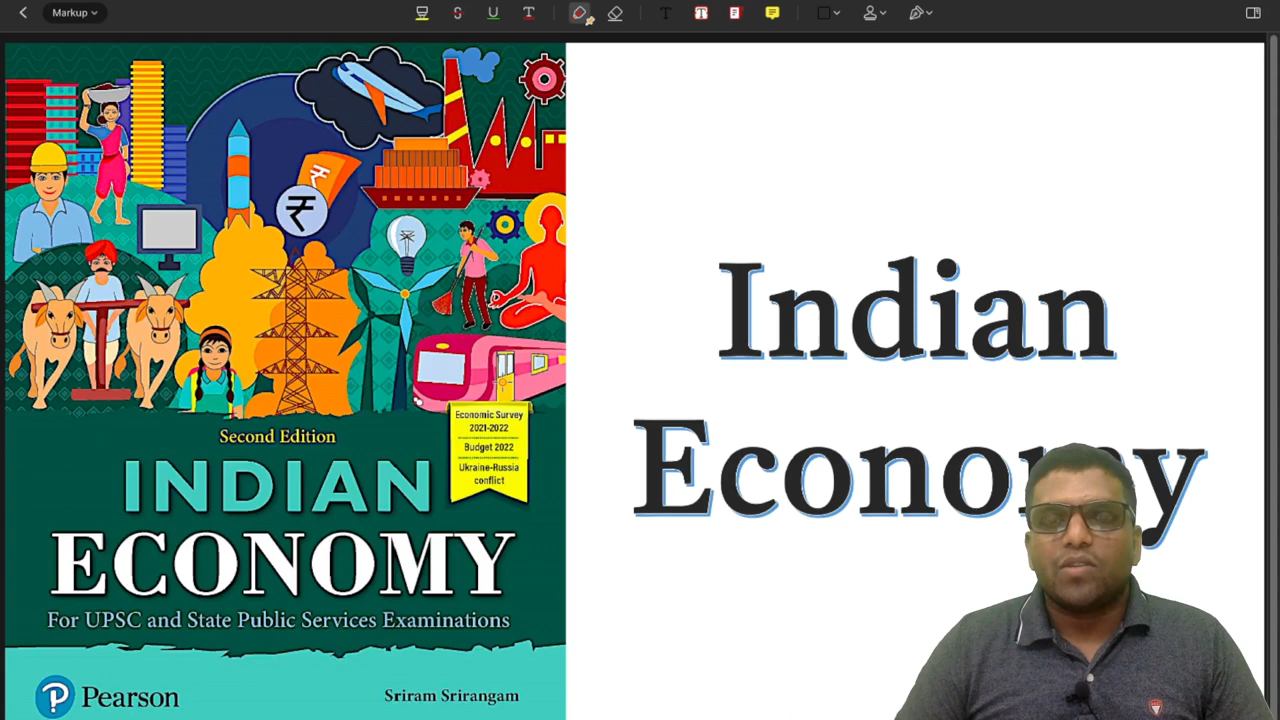 Markup
₹
₹
Second Edition
INDIAN
ECONOMY
For UPSC and State Public Services Examinations
Economic Survey
2021-2022
Budget 2022
Ukraine-Russia
conflict
Pearson
Sriram Srirangam
Indian
Economy